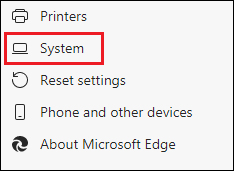 Printers
System
Reset settings
Phone and other devices
About Microsoft Edge